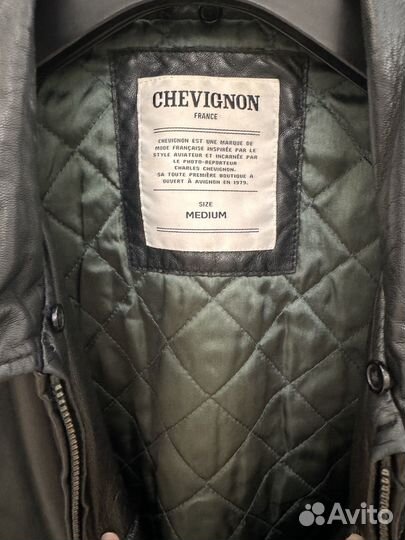 CHEVIGNON
FRANCE
CHEVIGNON EST UNE MARQUE DE
MODE FRANÇAISE INSPIRÉE PAR LE
STYLE AVIATEUR ET INCARNÉE PAR
LE PHOTO-REPORTER
CHARLES CHEVIGNON.
SA TOUTE PREMIÈRE BOUTIQUE A
OUVERT À AVIGNON EN 1979.
SIZE
MEDIUM
Avito